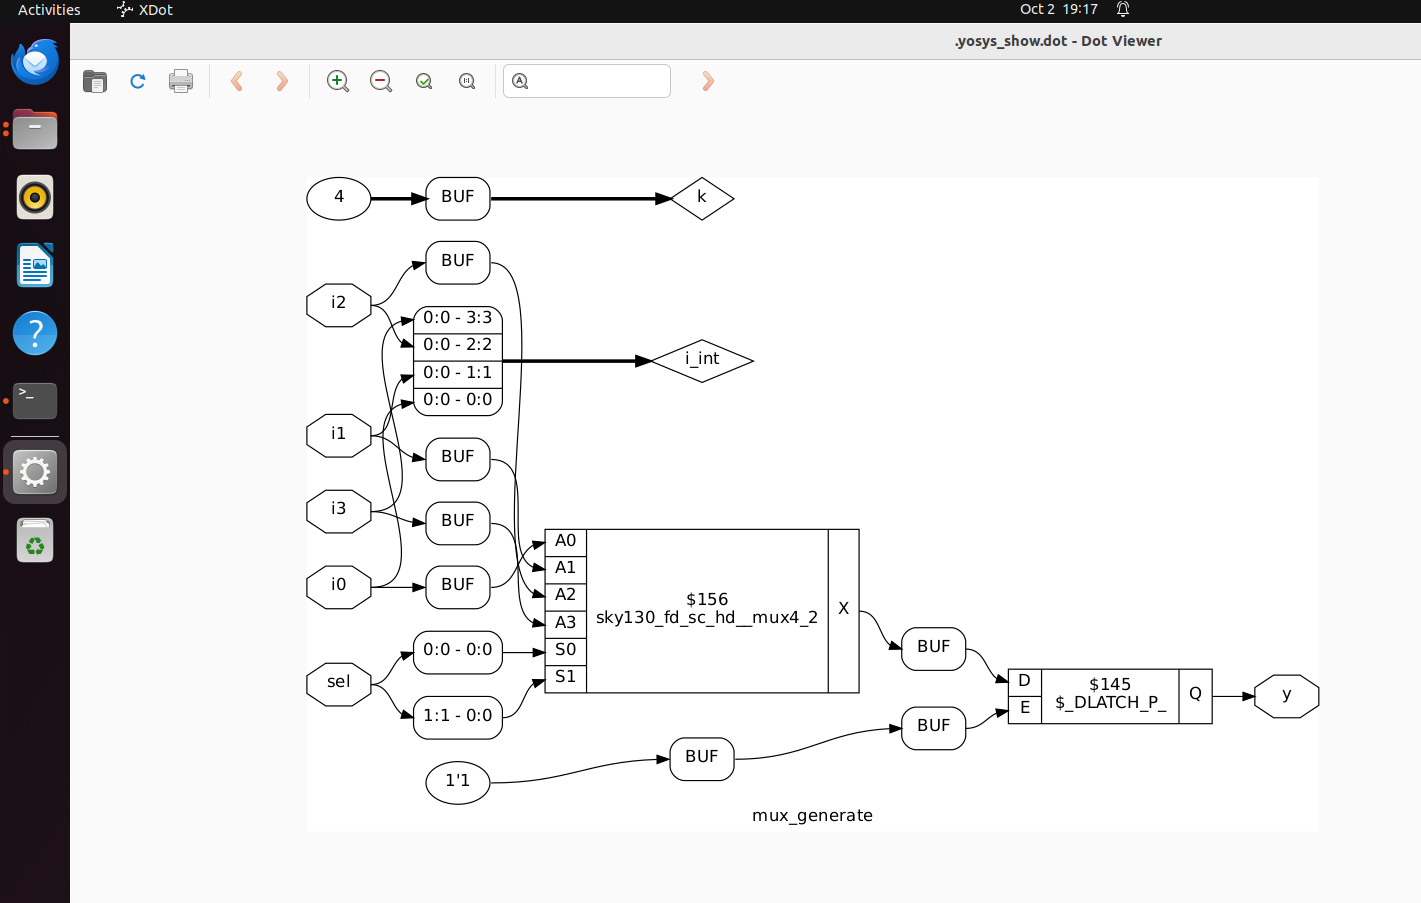 Activities
XDot
Oct 2 19:17
.yosys_show.dot - Dot Viewer
4
BUF
k
BUF
i2
0:0 - 3:3
0:0 - 2:2
0:0 - 1:1
0:0 - 0:0
i_int
i1
BUF
i3
BUF
i0
BUF
A0
A1
A2
A3
S0
S1
$156
sky130_fd_sc_hd__mux4_2
X
sel
0:0 - 0:0
1:1 - 0:0
BUF
D
E
$145
$_DLATCH_P_
Q
y
BUF
BUF
1'1
mux_generate